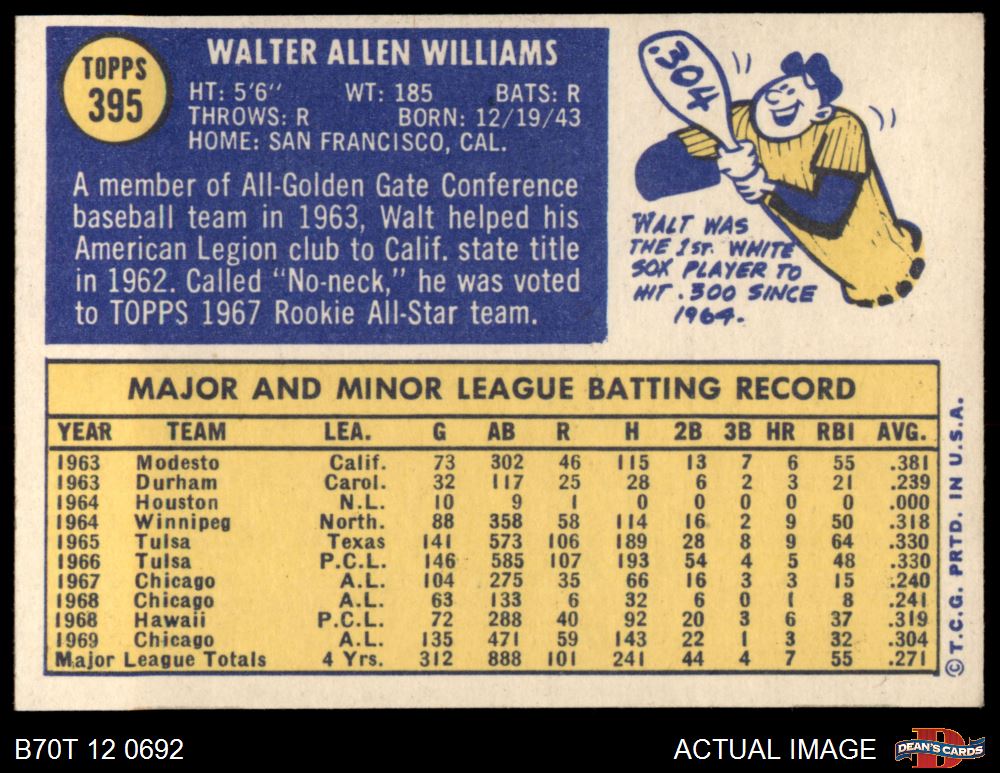 TOPPS
395
WALTER ALLEN WILLIAMS
HT: 5'6" WT: 185 BATS: R
THROWS: R BORN: 12/19/43
HOME: SAN FRANCISCO, CAL.
A member of All-Golden Gate Conference
baseball team in 1963, Walt helped his
American Legion club to Calif. state title
in 1962. Called "No-neck," he was voted
to TOPPS 1967 Rookie All-Star team.
.304
WALT WAS
THE 1ST. WHITE
SOX PLAYER TO
HIT .300 SINCE
1964.
MAJOR AND MINOR LEAGUE BATTING RECORD
YEAR TEAM LEA. G AB R H 2B 3B HR RBI AVG.
1963 Modesto Calif. 73 302 46 115 13 7 6 55 .381
1963 Durham Carol. 32 117 25 28 6 2 3 21 .239
1964 Houston N.L. 10 9 1 0 0 0 0 0 .000
1964 Winnipeg North. 88 358 58 114 16 2 9 50 .318
1965 Tulsa Texas 141 573 106 189 28 8 9 64 .330
1966 Tulsa P.C.L. 146 585 107 193 54 4 5 48 .330
1967 Chicago A.L. 104 275 35 66 16 3 3 15 .240
1968 Chicago A.L. 63 133 6 32 6 0 1 8 .241
1968 Hawaii P.C.L. 72 288 40 92 20 3 6 37 .319
1969 Chicago A.L. 135 471 59 143 22 1 3 32 .304
Major League Totals 4 Yrs. 312 888 101 241 44 4 7 55 .271
© T.C.G. PRTD. IN U.S.A.
B70T 12 0692
ACTUAL IMAGE
D
DEAN'S CARDS